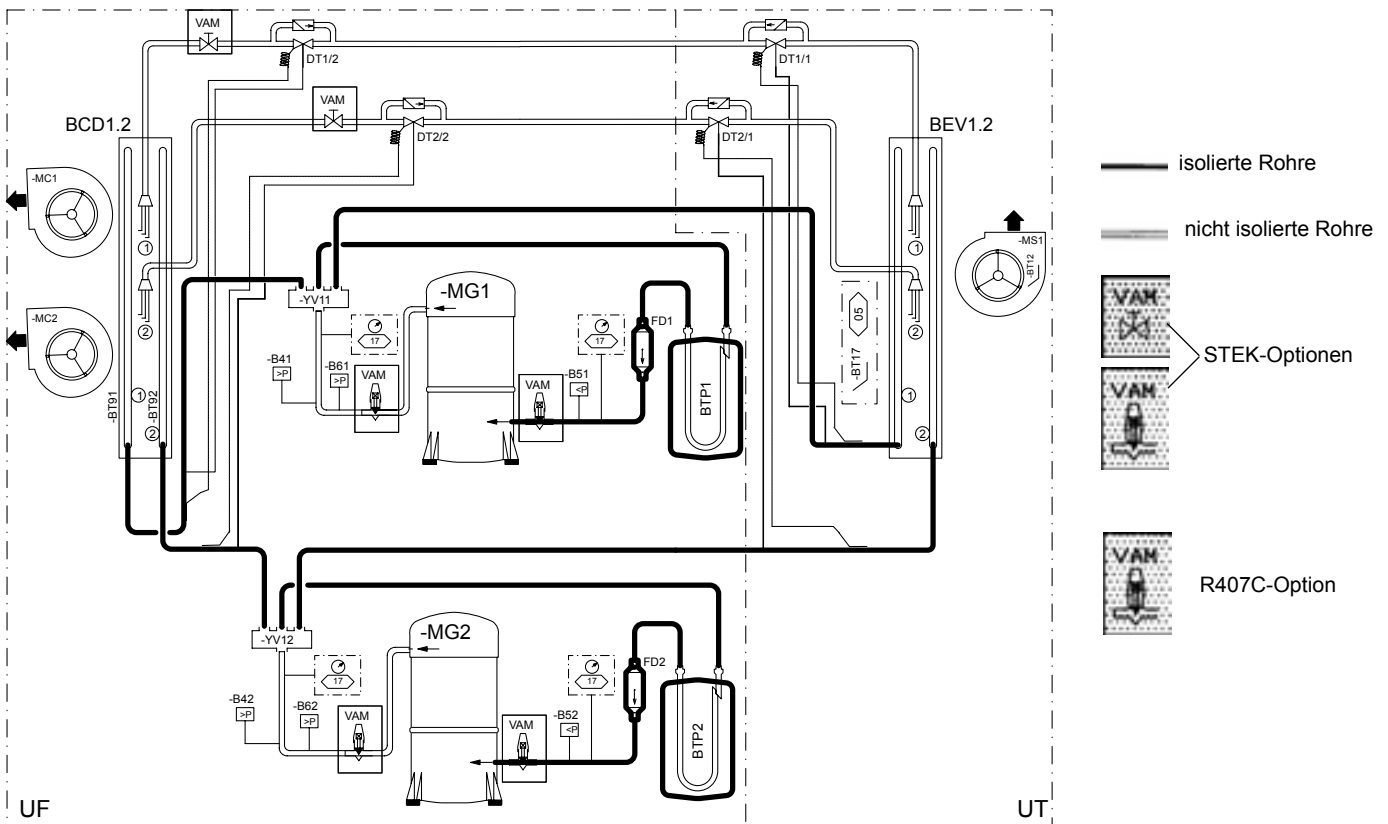 VAM
DT1/2
DT1/1
VAM
DT2/2
DT2/1
BCD1.2
BEV1.2
-MC1
1
2
-MC2
-BT91
1
-BT92
2
-YV11
-MG1
17
-B41
>P
-B61
>P
VAM
VAM
-B51
<P
17
FD1
BTP1
05
-BT17
1
2
1
2
-MS1
-BT12
-YV12
-MG2
17
-B42
>P
-B62
>P
VAM
VAM
-B52
<P
17
FD2
BTP2
UF
UT
isolierte Rohre
nicht isolierte Rohre
VAM
STEK-Optionen
VAM
VAM
R407C-Option